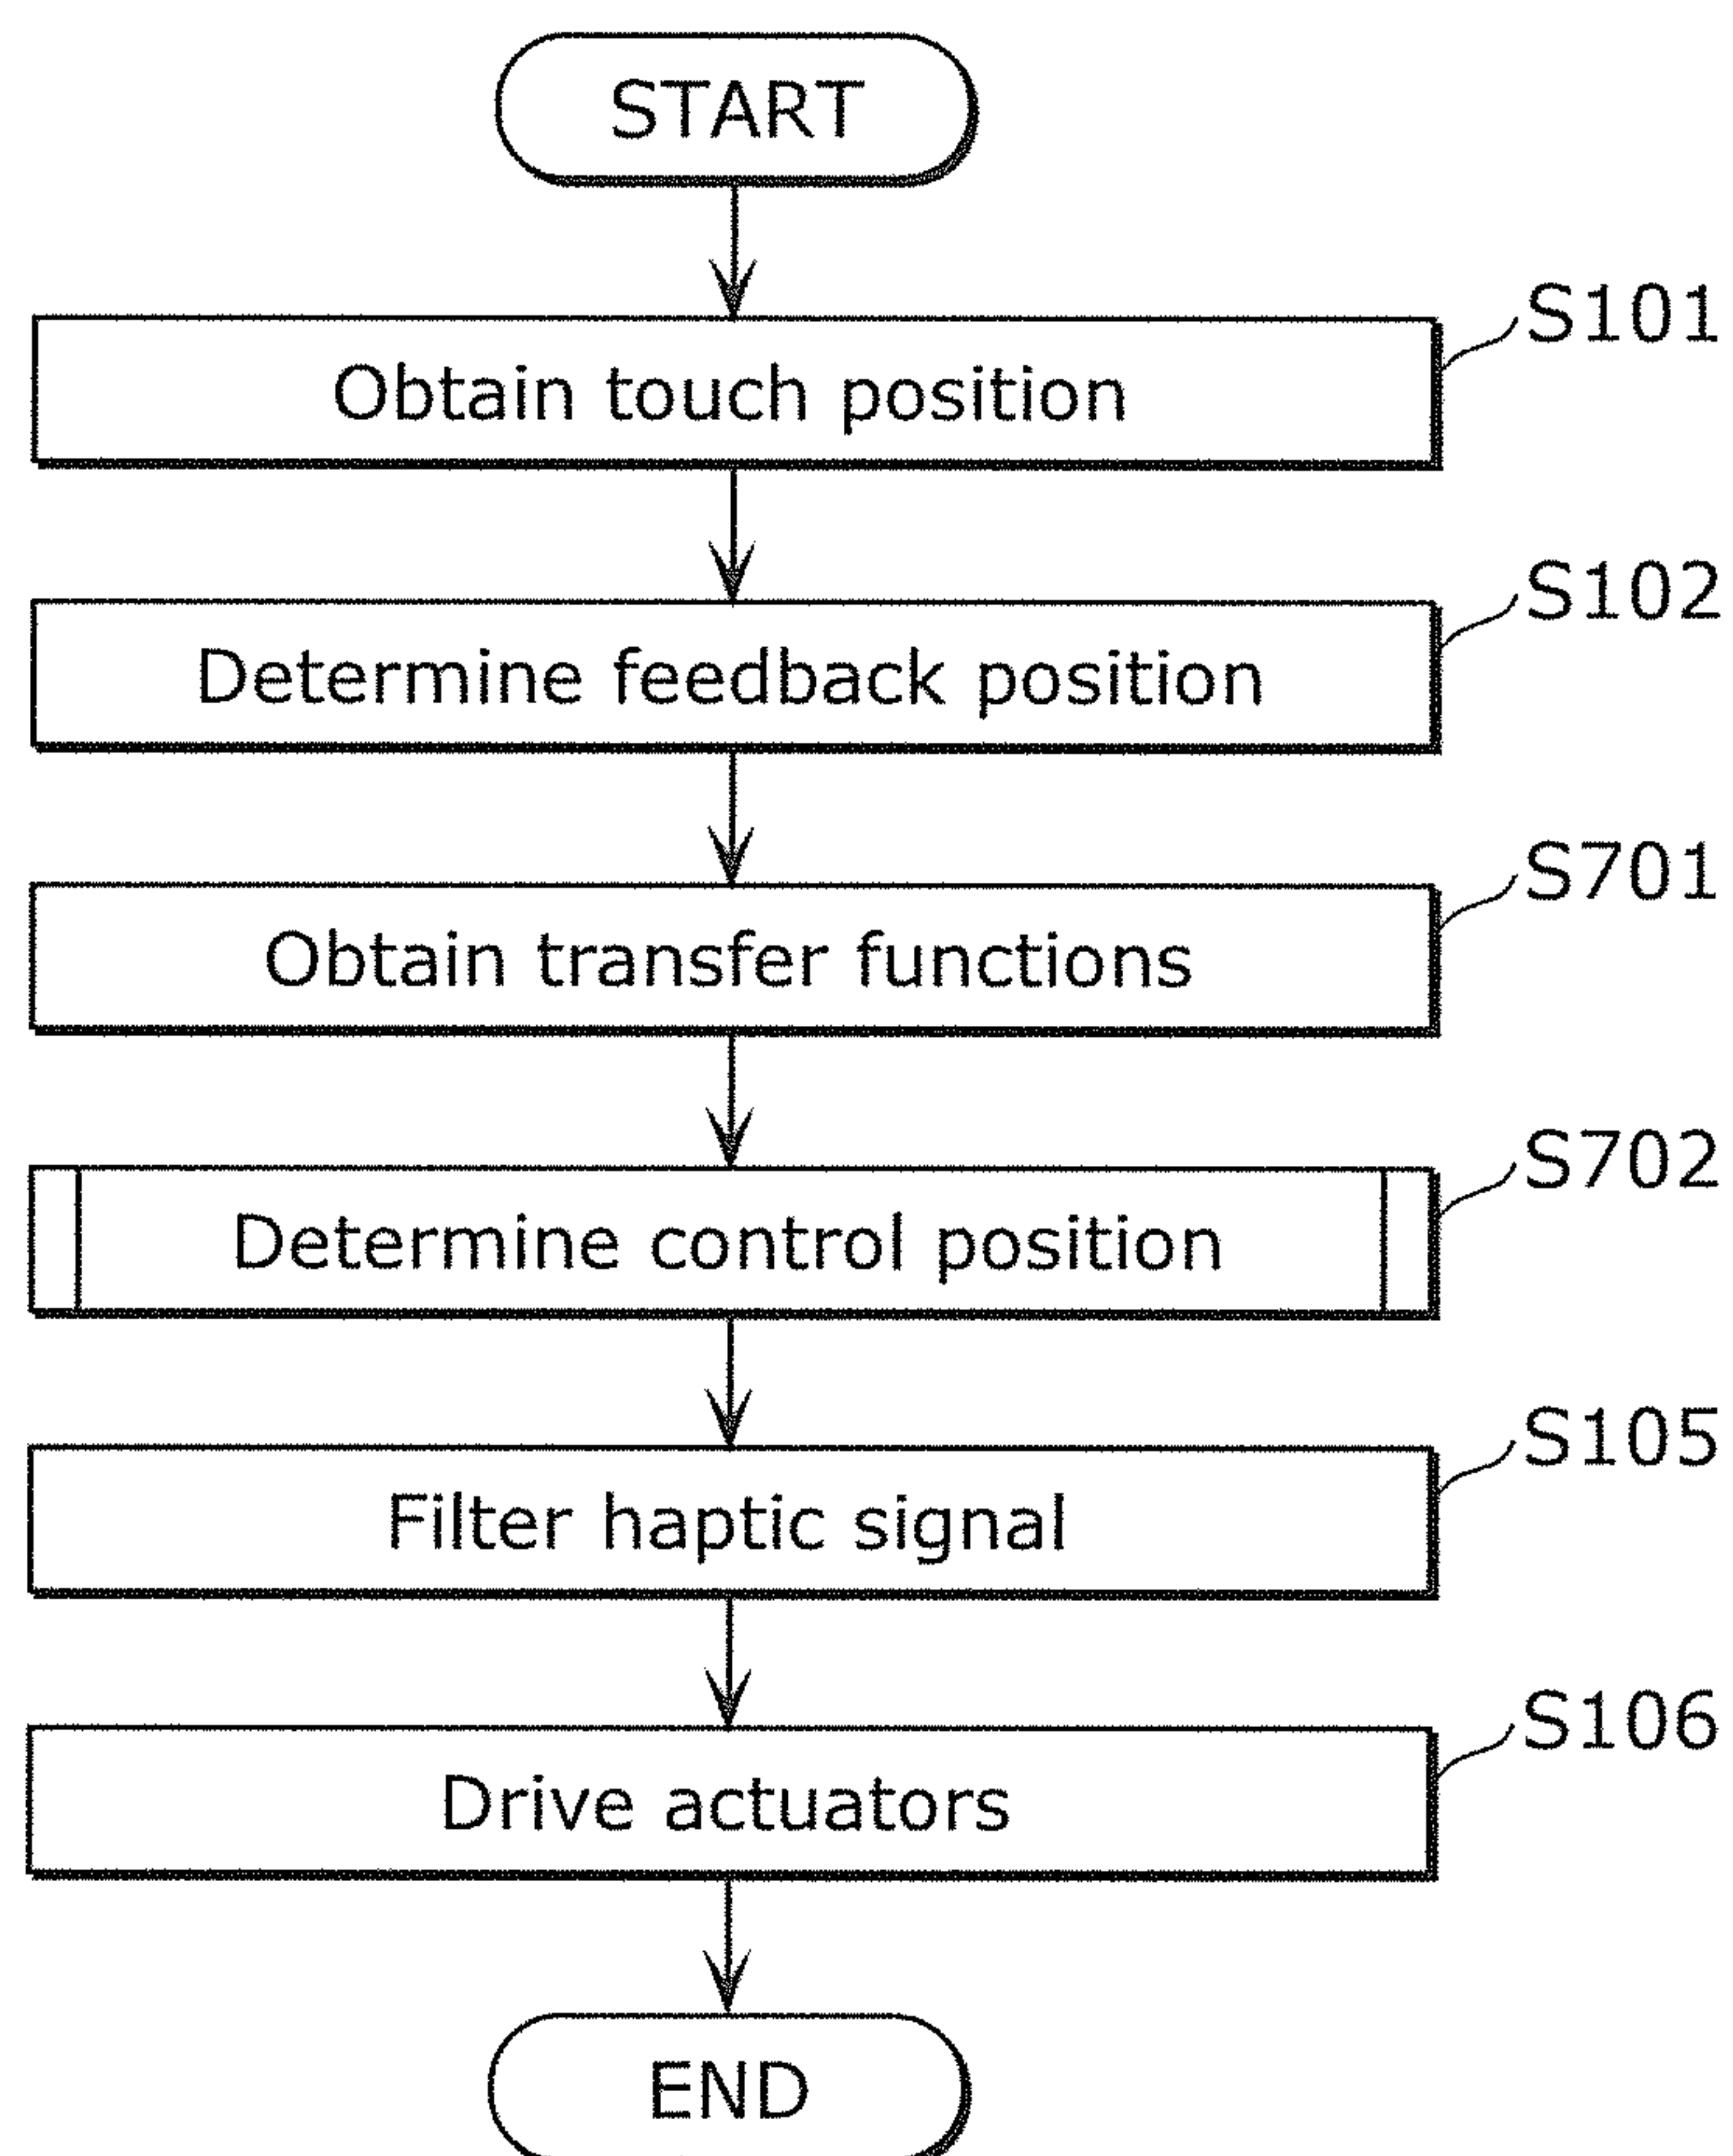 START
S101
Obtain touch position
S102
Determine feedback position
S701
Obtain transfer functions
S702
Determine control position
S105
Filter haptic signal
S106
Drive actuators
END